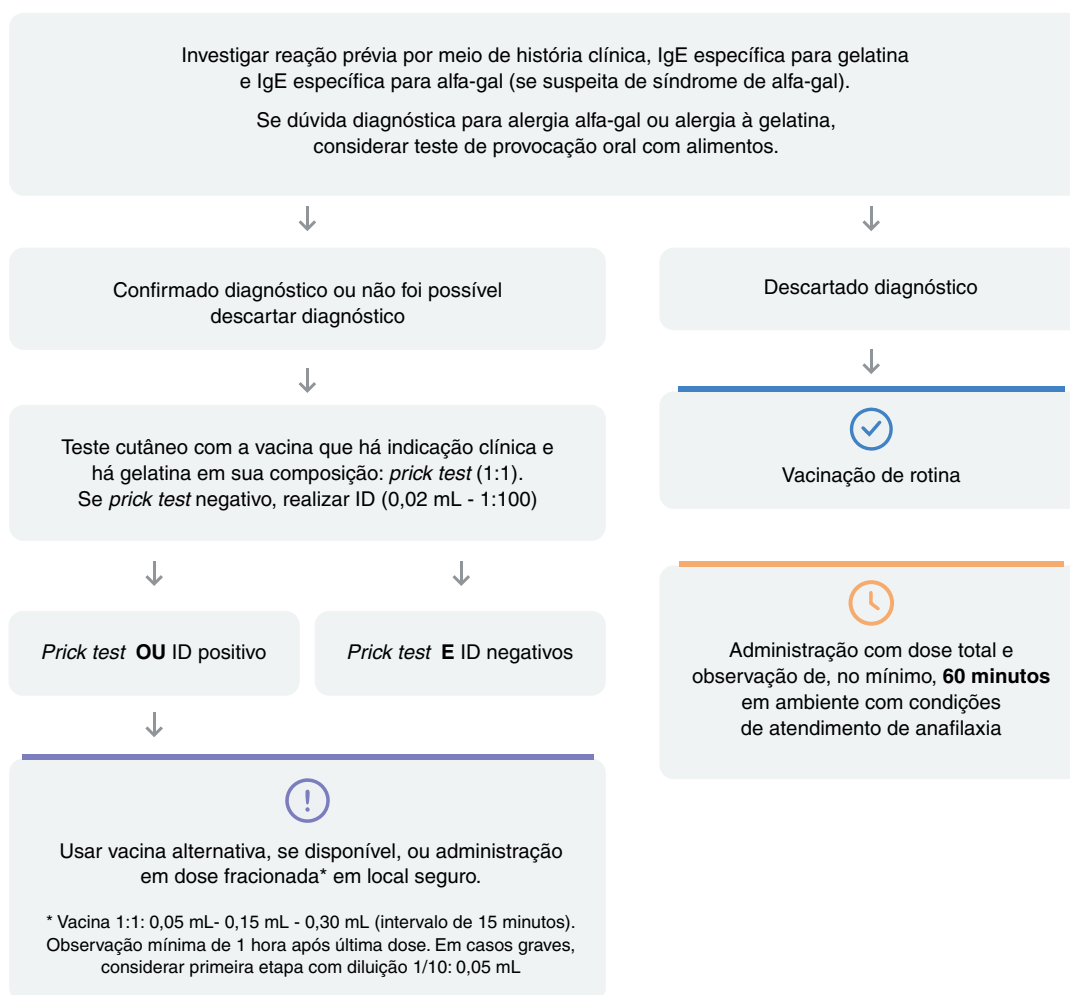 Investigar reação prévia por meio de história clínica, IgE específica para gelatina
e IgE específica para alfa-gal (se suspeita de síndrome de alfa-gal).
Se dúvida diagnóstica para alergia alfa-gal ou alergia à gelatina,
considerar teste de provocação oral com alimentos.
Confirmado diagnóstico ou não foi possível
descartar diagnóstico
Descartado diagnóstico
Teste cutâneo com a vacina que há indicação clínica e
há gelatina em sua composição: prick test (1:1).
Se prick test negativo, realizar ID (0,02 mL - 1:100)
Vacinação de rotina
Prick test OU ID positivo
Prick test E ID negativos
Administração com dose total e
observação de, no mínimo, 60 minutos
em ambiente com condições
de atendimento de anafilaxia
Usar vacina alternativa, se disponível, ou administração
em dose fracionada* em local seguro.
* Vacina 1:1: 0,05 mL- 0,15 mL - 0,30 mL (intervalo de 15 minutos).
Observação mínima de 1 hora após última dose. Em casos graves,
considerar primeira etapa com diluição 1/10: 0,05 mL